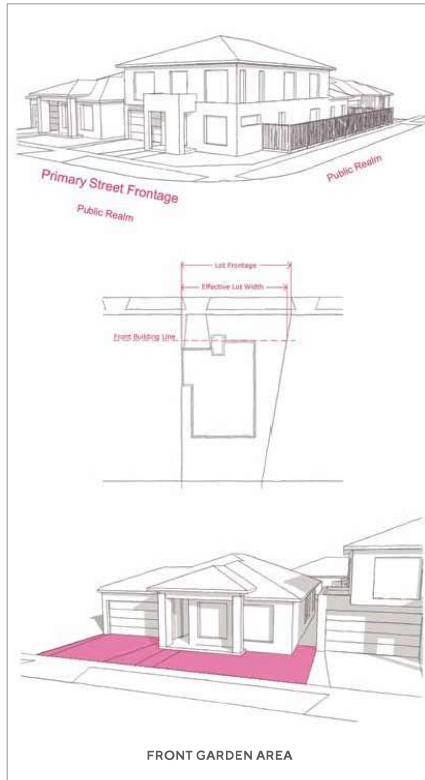 Primary Street Frontage
Public Realm
Public Realm
Lot Frontage
Effective Lot Width
Front Building Line
FRONT GARDEN AREA